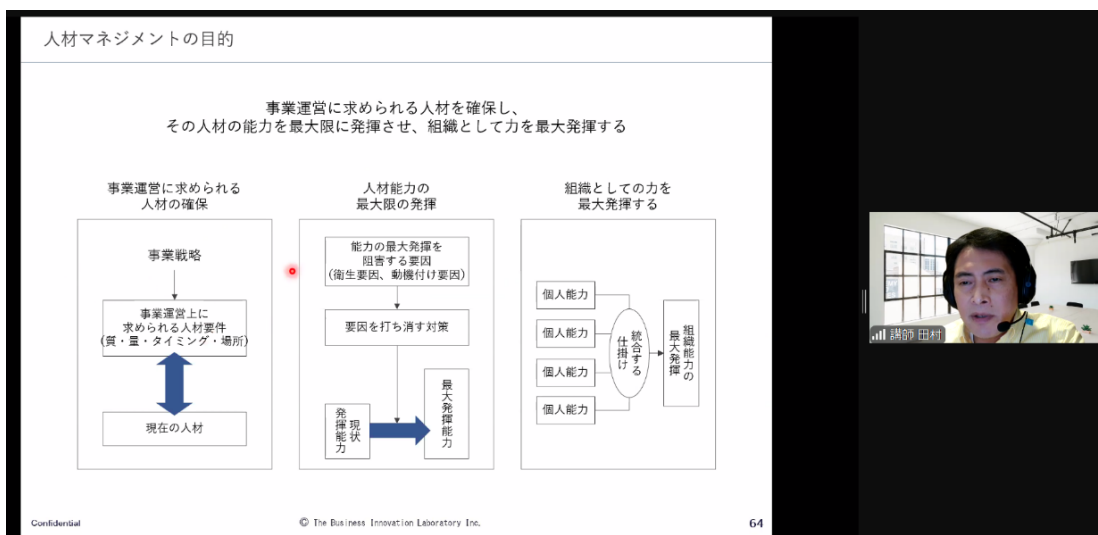 人材マネジメントの目的
事業運営に求められる人材を確保し、
その人材の能力を最大限に発揮させ、組織として力を最大発揮する
事業運営に求められる
人材の確保
事業戦略
事業運営上に
求められる人材要件
(質・量・タイミング・場所)
現在の人材
人材能力の
最大限の発揮
能力の最大発揮を
阻害する要因
(衛生要因、動機付け要因)
要因を打ち消す対策
現状
発揮能力
最大発揮能力
組織としての力を
最大発揮する
個人能力
個人能力
個人能力
個人能力
統合する
仕掛け
組織能力の
最大発揮
講師 田村
Confidential
© The Business Innovation Laboratory Inc.
64